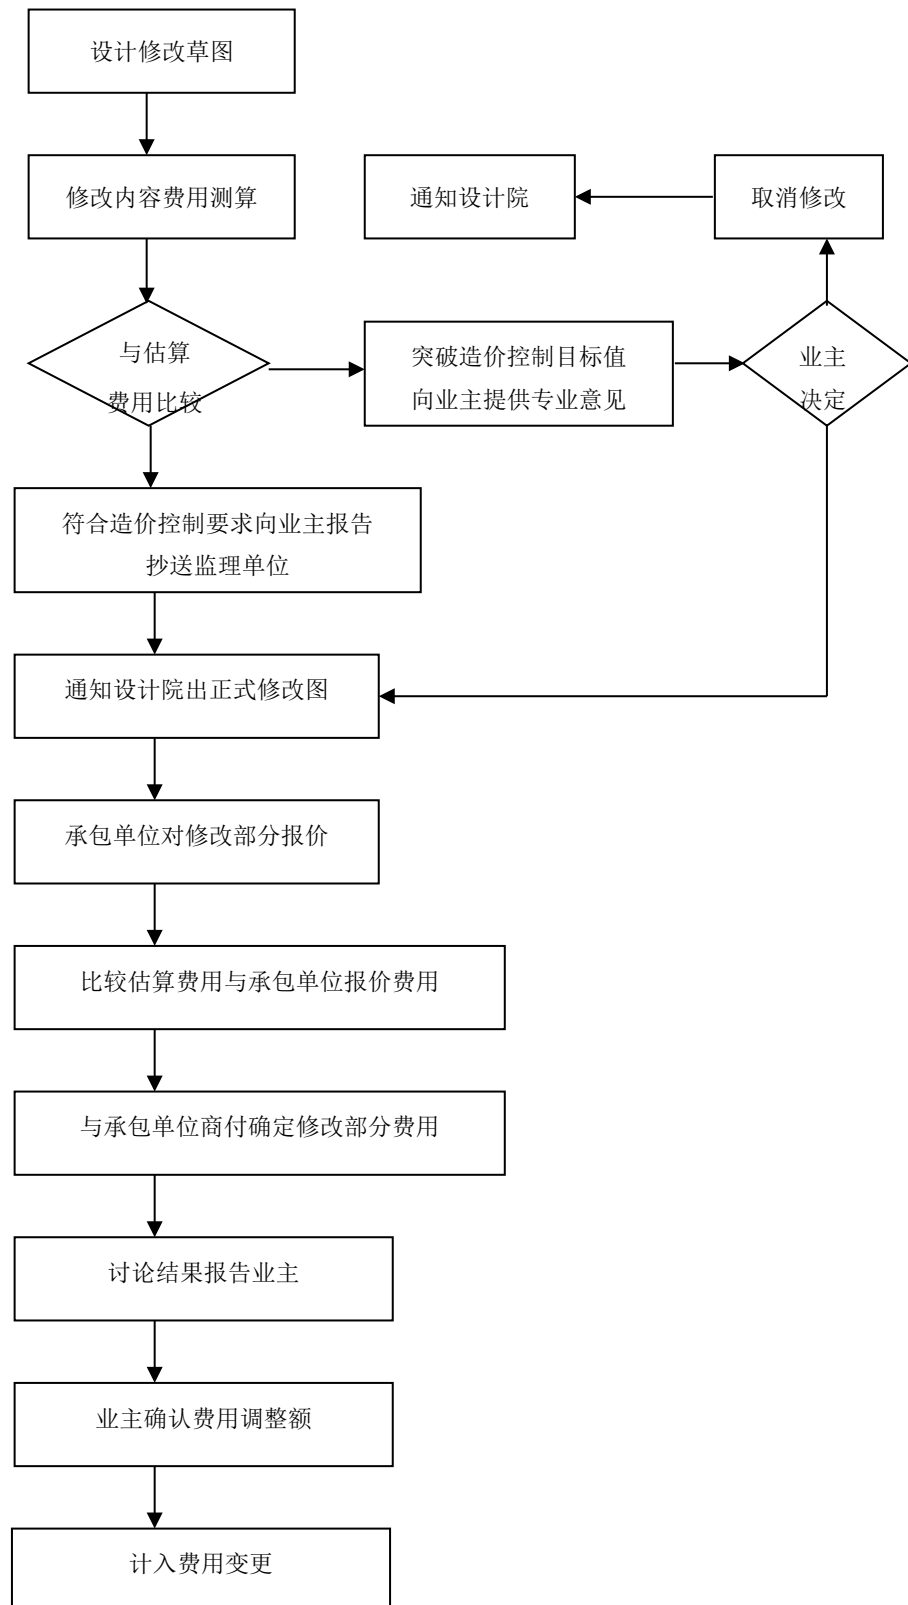 设计修改草图
修改内容费用测算
通知设计院
取消修改
与估算
费用比较
突破造价控制目标值
向业主提供专业意见
业主
决定
符合造价控制要求向业主报告
抄送监理单位
通知设计院出正式修改图
承包单位对修改部分报价
比较估算费用与承包单位报价费用
与承包单位商付确定修改部分费用
讨论结果报告业主
业主确认费用调整额
计入费用变更